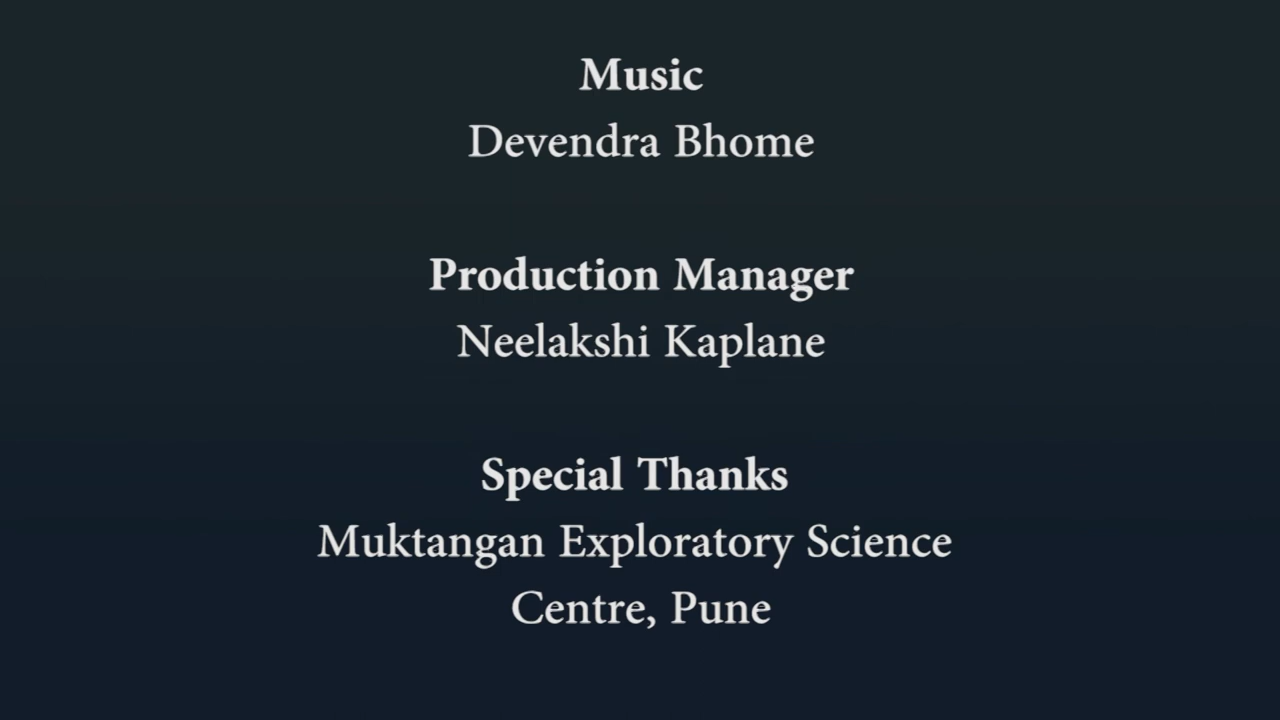 Music
Devendra Bhome
Production Manager
Neelakshi Kaplane
Special Thanks
Muktangan Exploratory Science
Centre, Pune